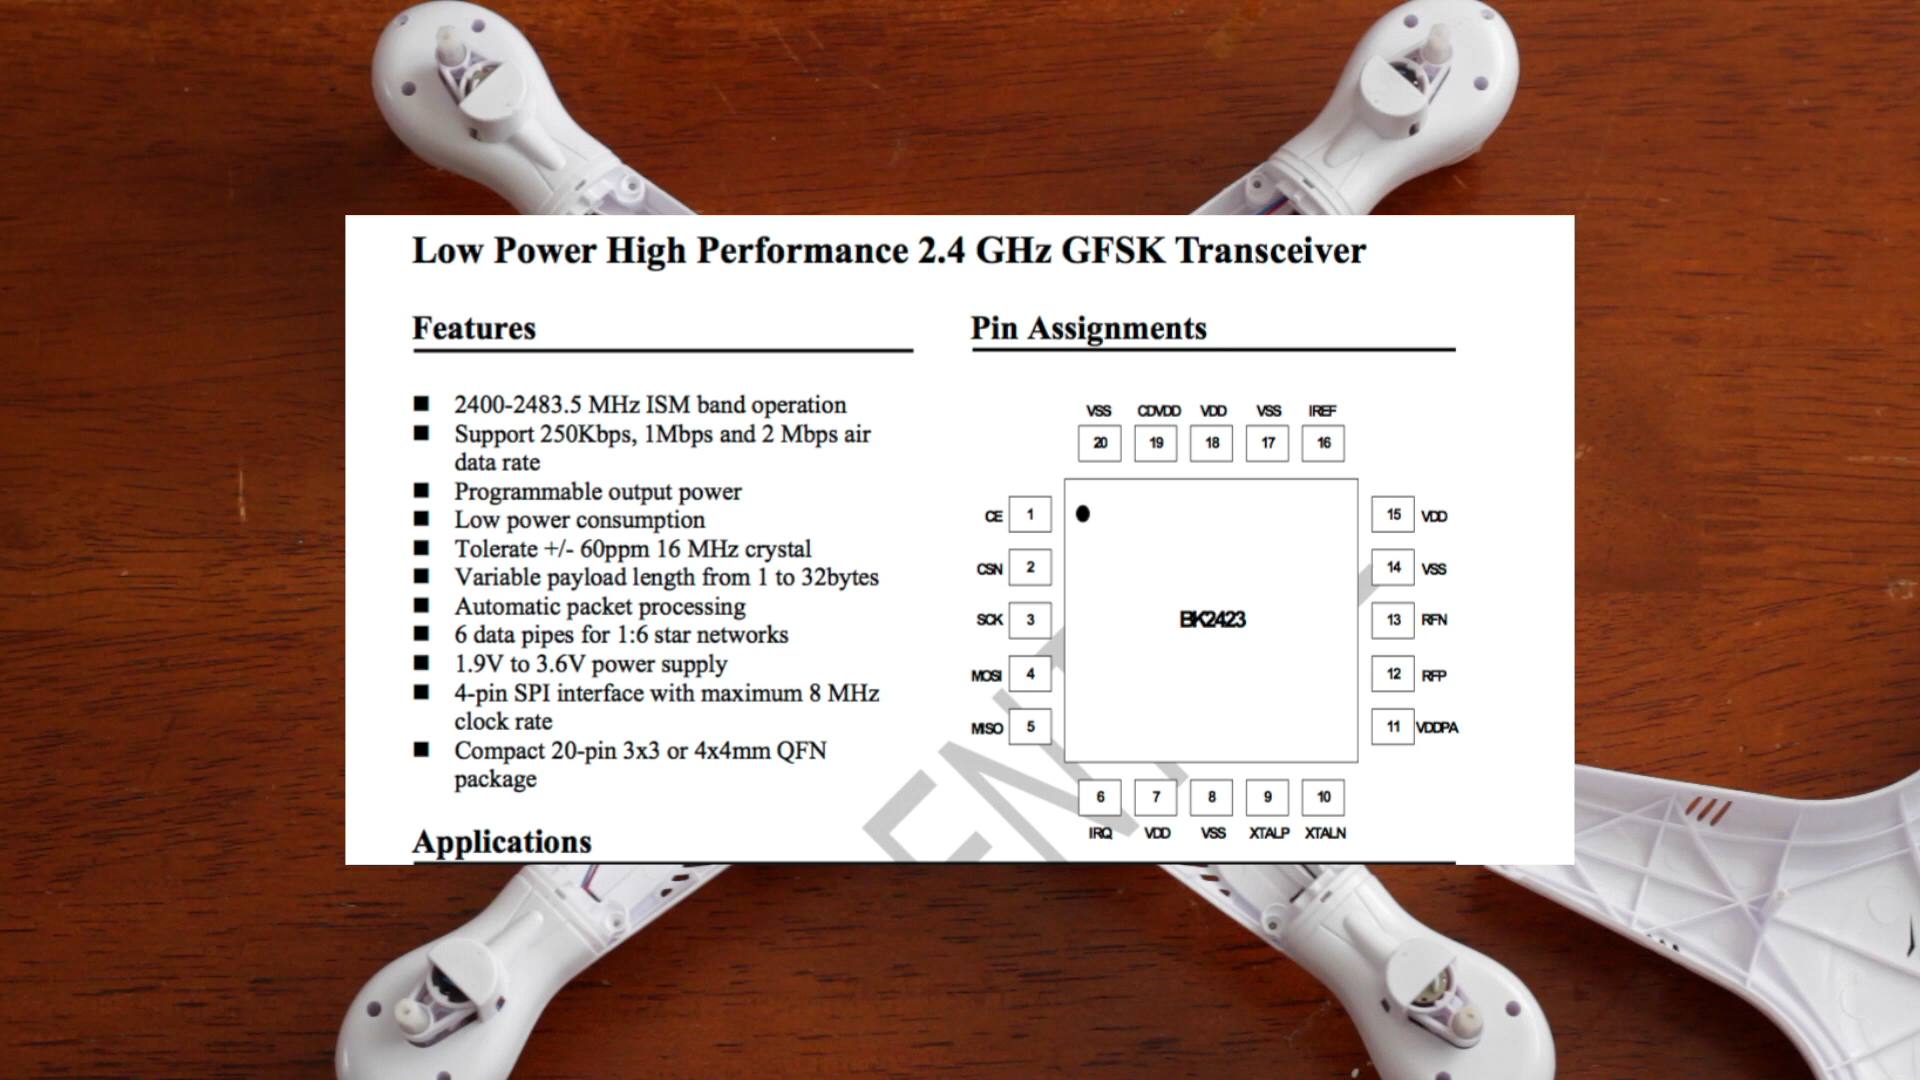 Low Power High Performance 2.4 GHz GFSK Transceiver
Features
2400-2483.5 MHz ISM band operation
Support 250Kbps, 1Mbps and 2 Mbps air
data rate
Programmable output power
Low power consumption
Tolerate +/- 60ppm 16 MHz crystal
Variable payload length from 1 to 32bytes
Automatic packet processing
6 data pipes for 1:6 star networks
1.9V to 3.6V power supply
4-pin SPI interface with maximum 8 MHz
clock rate
Compact 20-pin 3x3 or 4x4mm QFN
package
Applications
Pin Assignments
VSS CDVDD VDD VSS IREF
20 19 18 17 16
CE 1 15 VDD
CSN 2 14 VSS
SCK 3 BK2423 13 RFN
MOSI 4 12 RFP
MISO 5 11 VDDPA
6 7 8 9 10
IRQ VDD VSS XTALP XTALN